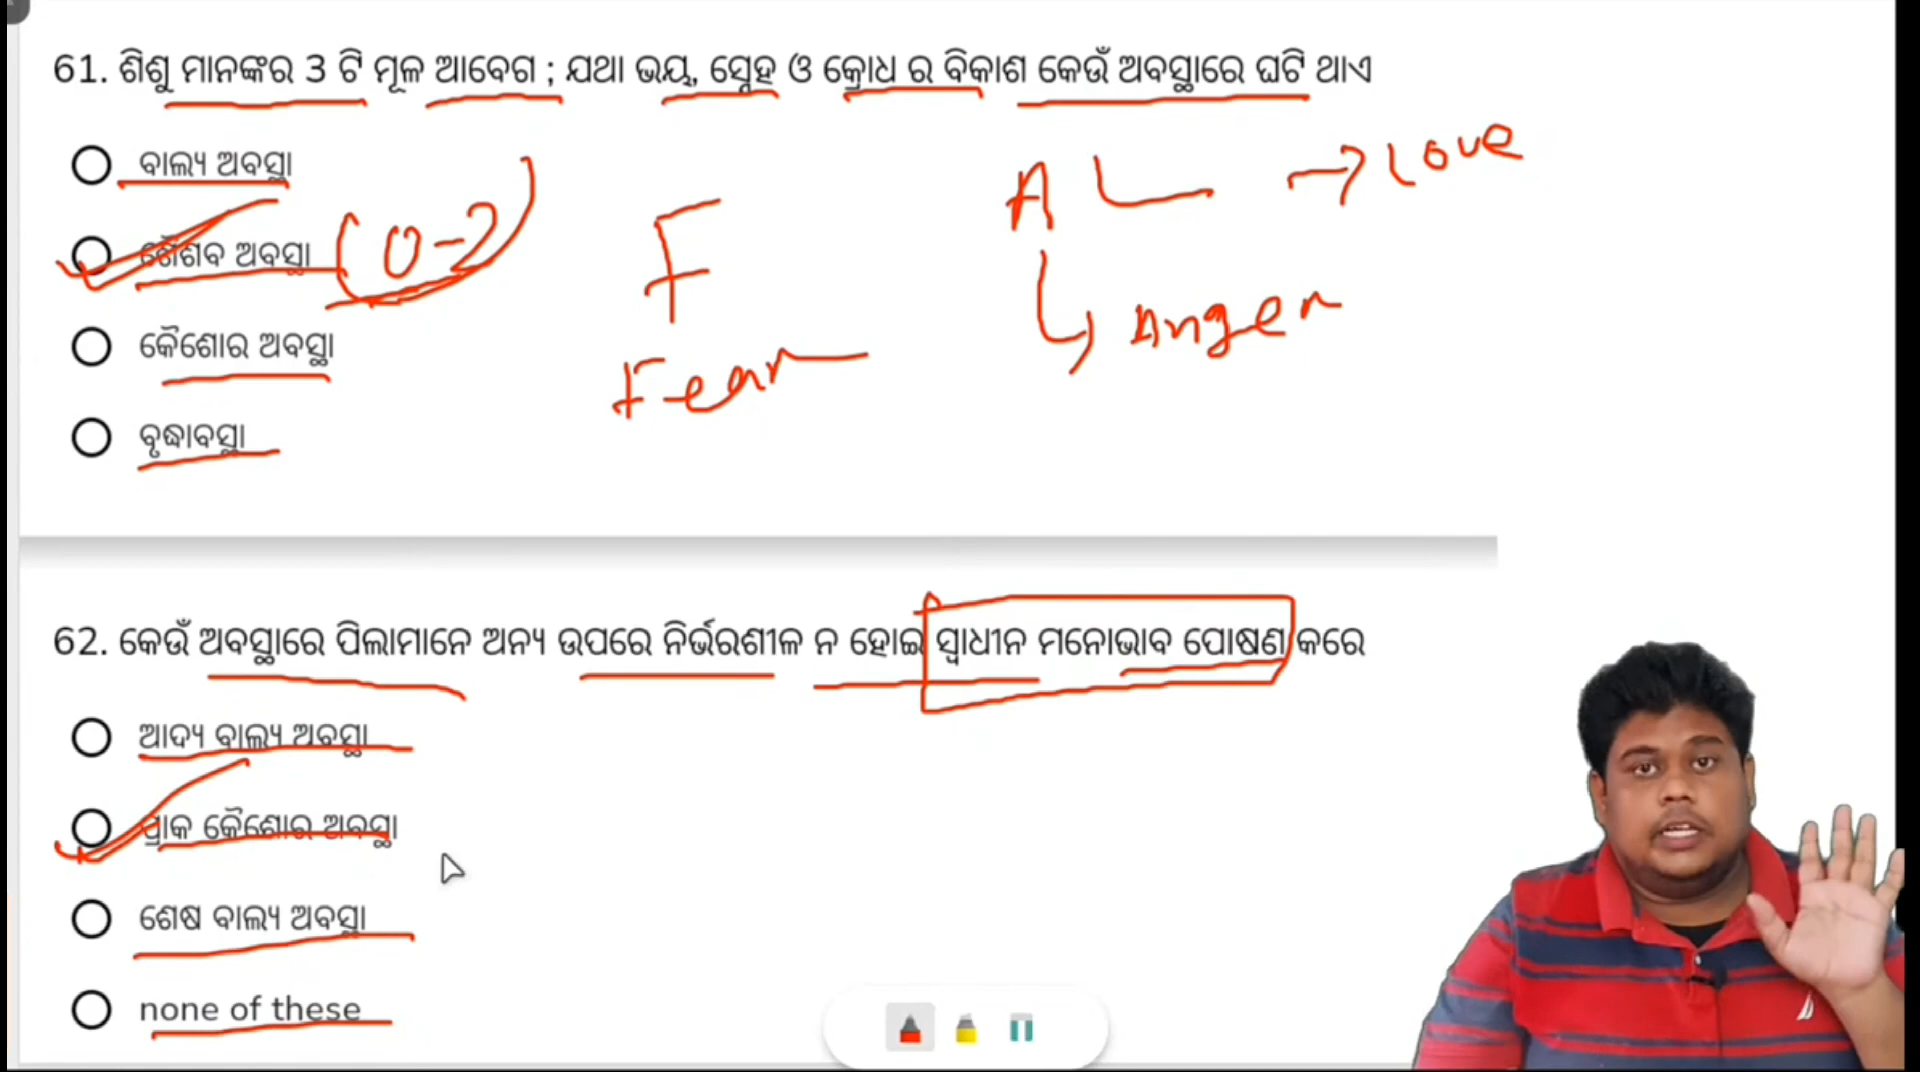 61. ଶିଶୁ ମାନଙ୍କର 3 ଟି ମୂଳ ଆବେଗ ; ଯଥା ଭୟ, ସ୍ନେହ ଓ କ୍ରୋଧ ର ବିକାଶ କେଉଁ ଅବସ୍ଥାରେ ଘଟି ଥାଏ
ବାଲ୍ୟ ଅବସ୍ଥା
ଶୈଶବ ଅବସ୍ଥା (0-2)
କୈଶୋର ଅବସ୍ଥା
ବୃଦ୍ଧାବସ୍ଥା
F A L → Love
Fear Anger
62. କେଉଁ ଅବସ୍ଥାରେ ପିଲାମାନେ ଅନ୍ୟ ଉପରେ ନିର୍ଭରଶୀଳ ନ ହୋଇ ସ୍ଵାଧୀନ ମନୋଭାବ ପୋଷଣ କରେ
ଆଦ୍ୟ ବାଲ୍ୟ ଅବସ୍ଥା
ପ୍ରାକ କୈଶୋର ଅବସ୍ଥା
ଶେଷ ବାଲ୍ୟ ଅବସ୍ଥା
none of these